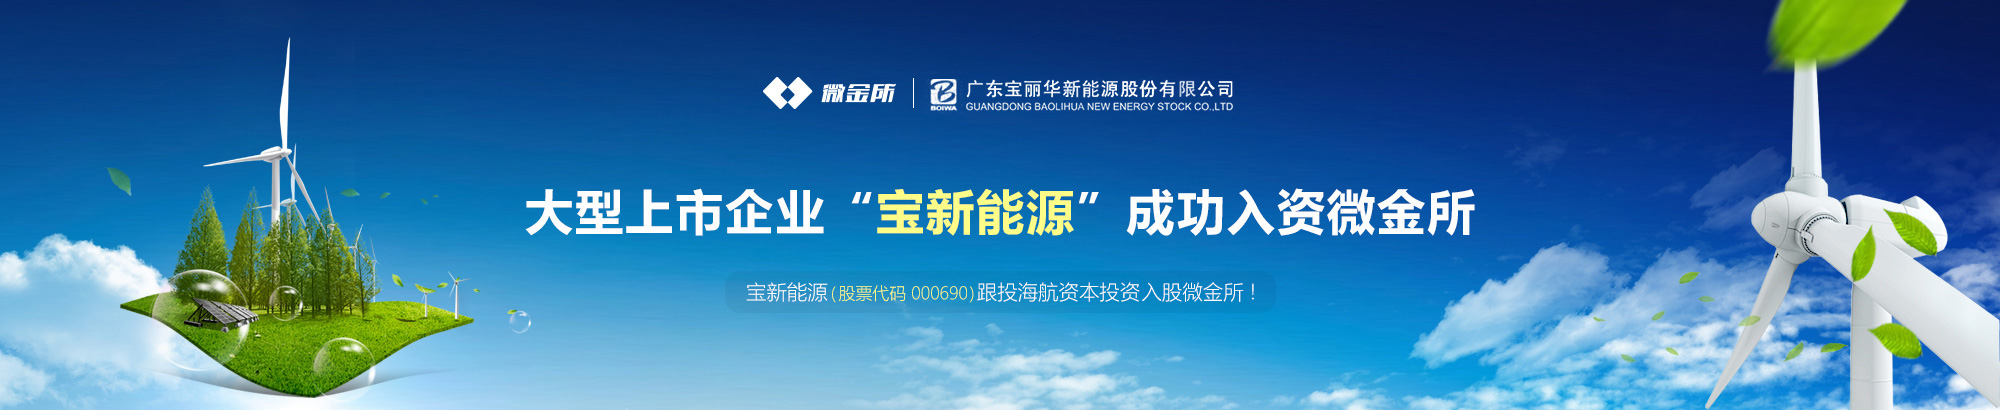 微金所
BOIWA
广东宝丽华新能源股份有限公司
GUANGDONG BAOLIHUA NEW ENERGY STOCK CO.,LTD
大型上市企业“宝新能源”成功入资微金所
宝新能源(股票代码 000690)跟投海航资本投资入股微金所！